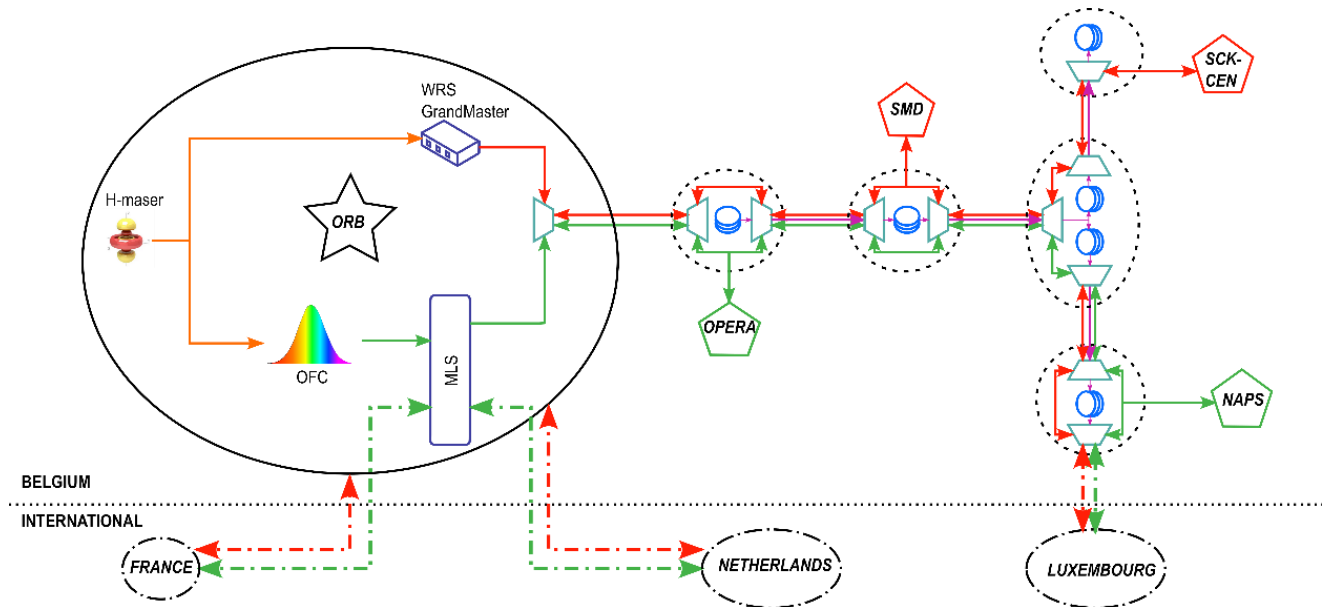 WRS
GrandMaster
SCK-
CEN
SMD
H-maser
ORB
OPERA
MLS
OFC
NAPS
BELGIUM
INTERNATIONAL
FRANCE
NETHERLANDS
LUXEMBOURG